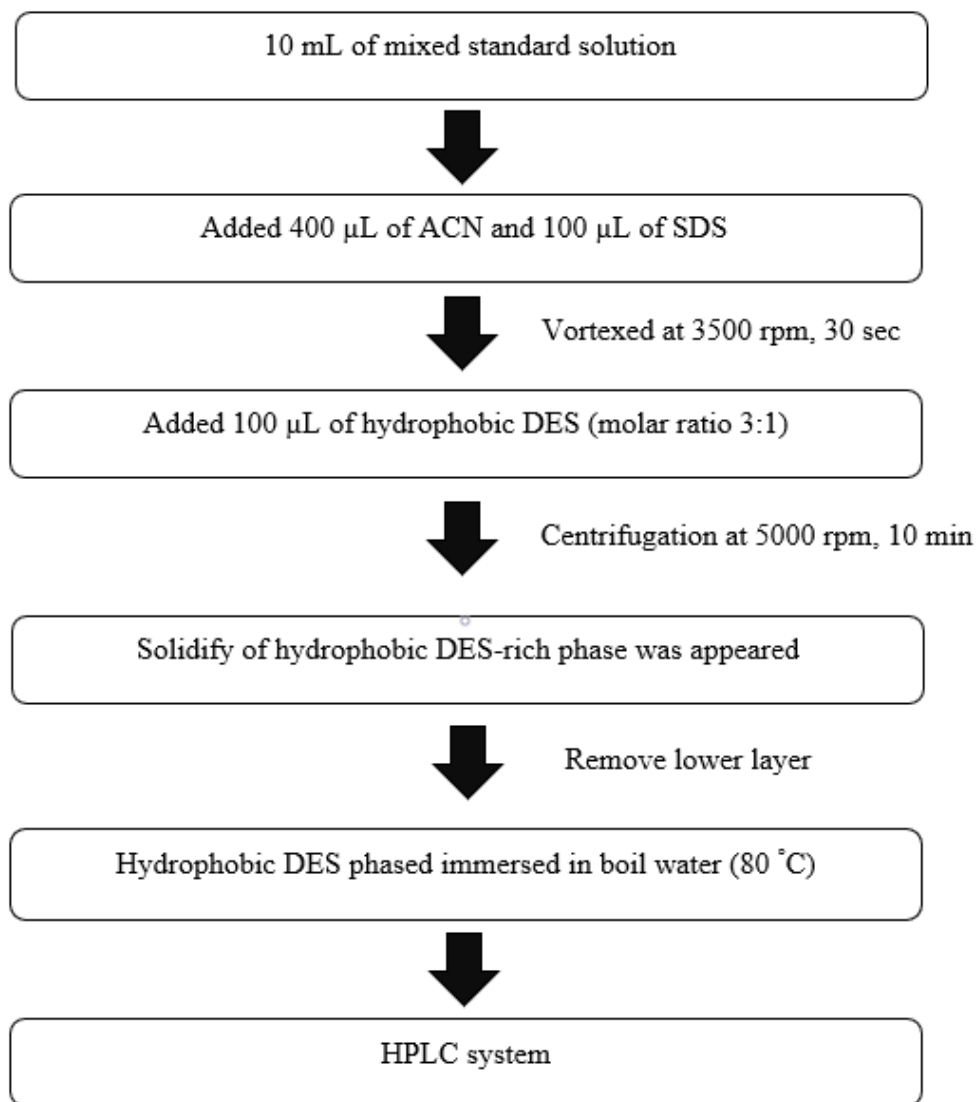 10 mL of mixed standard solution
Added 400 µL of ACN and 100 µL of SDS
Vortexed at 3500 rpm, 30 sec
Added 100 µL of hydrophobic DES (molar ratio 3:1)
Centrifugation at 5000 rpm, 10 min
Solidify of hydrophobic DES-rich phase was appeared
Remove lower layer
Hydrophobic DES phased immersed in boil water (80 ˚C)
HPLC system